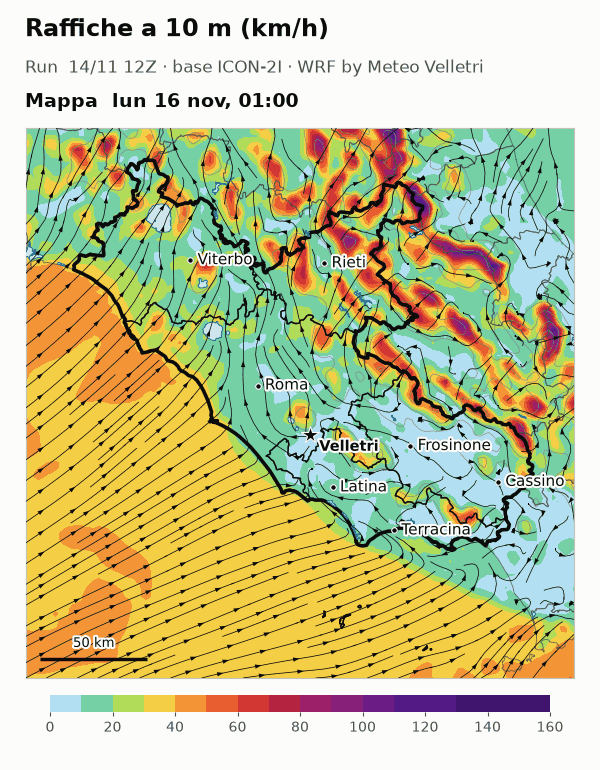 Raffiche a 10 m (km/h)
Run 14/11 12Z · base ICON-2I · WRF by Meteo Velletri
Mappa lun 16 nov, 01:00
Viterbo
Rieti
Roma
Velletri
Frosinone
Latina
Cassino
Terracina
50 km
0 20 40 60 80 100 120 140 160